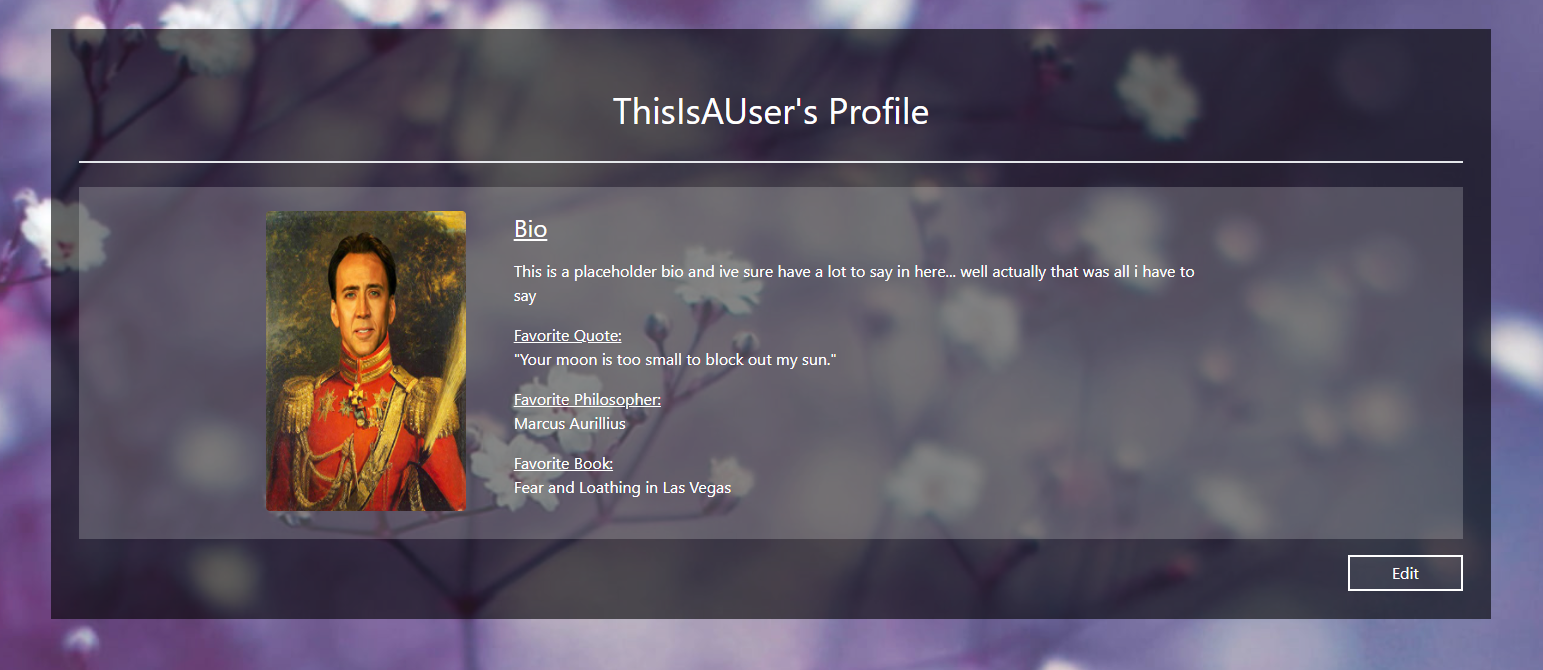 ThisIsAUser's Profile
Bio
This is a placeholder bio and ive sure have a lot to say in here... well actually that was all i have to
say
Favorite Quote:
"Your moon is too small to block out my sun."
Favorite Philosopher:
Marcus Aurillius
Favorite Book:
Fear and Loathing in Las Vegas
Edit